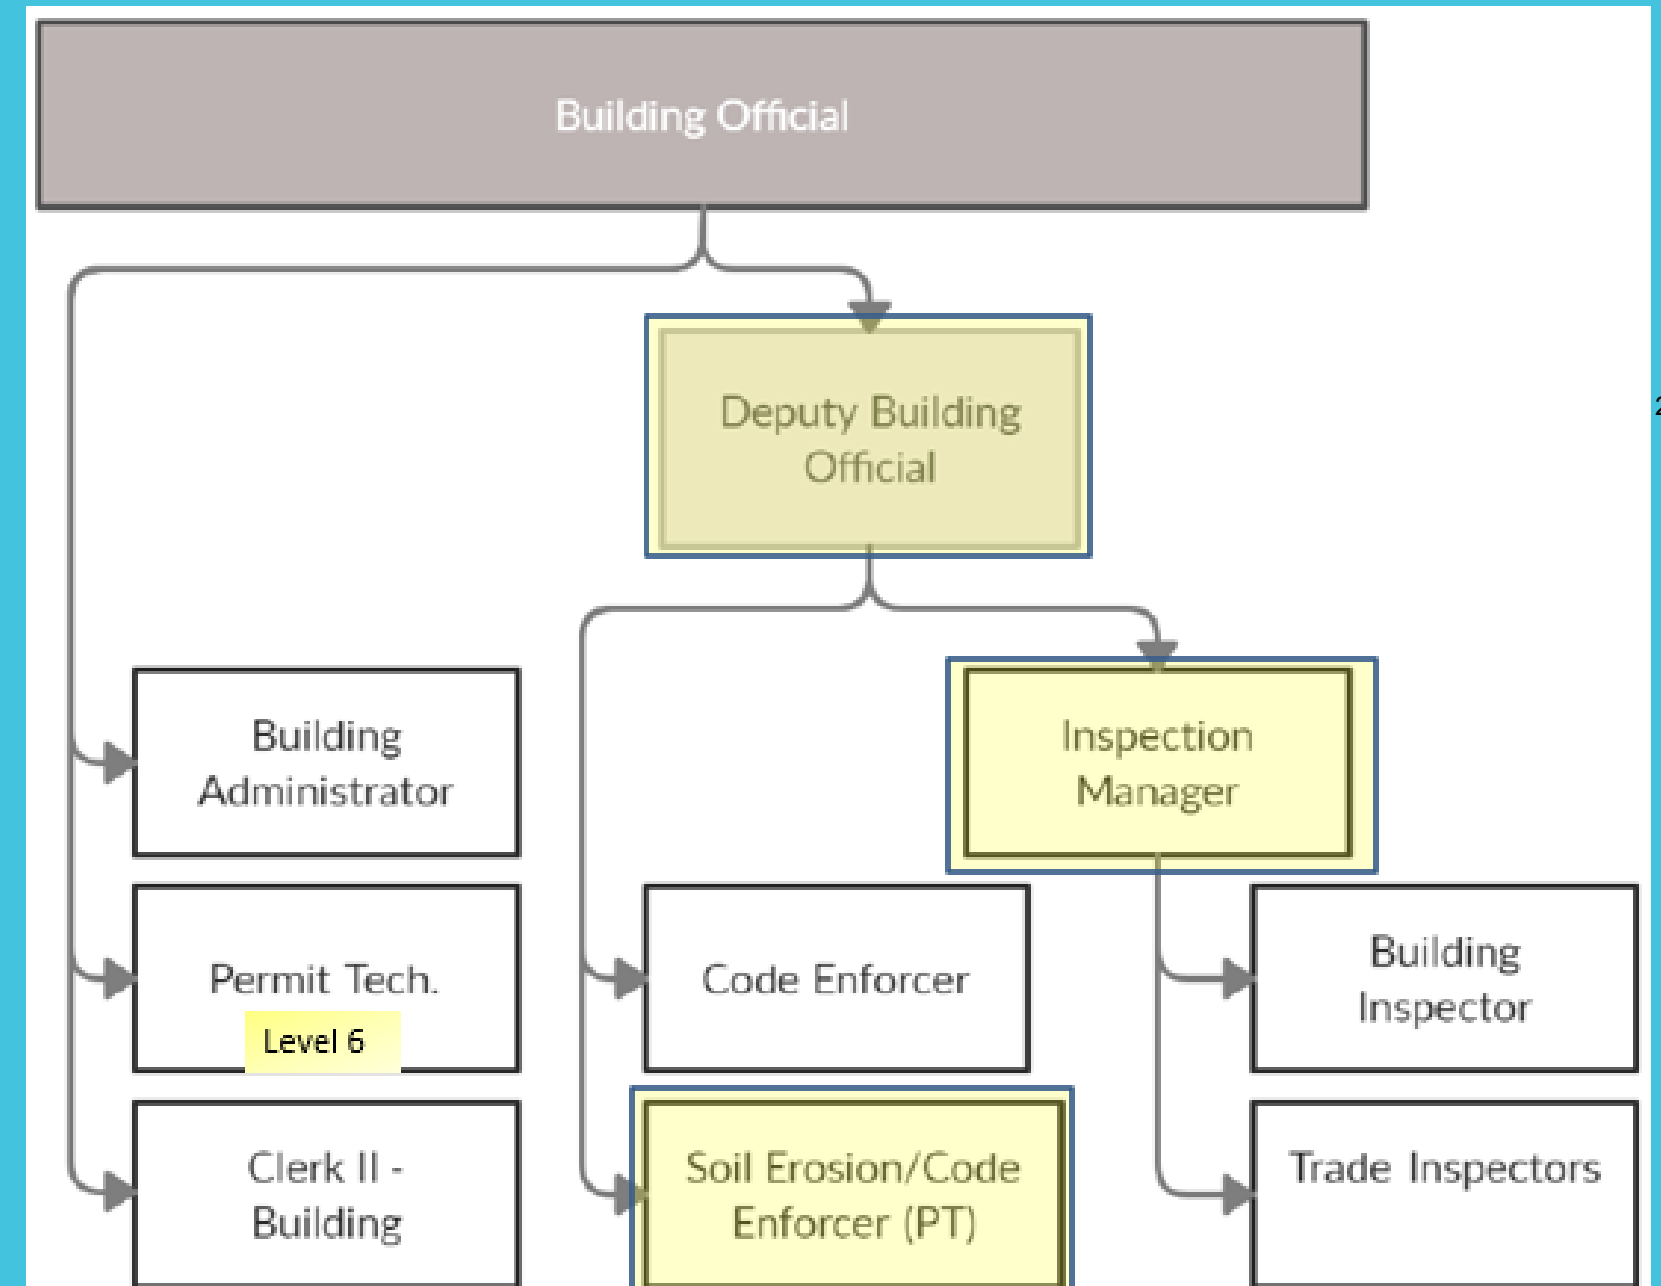 Building Official
Deputy Building
Official
Building
Administrator
Inspection
Manager
Permit Tech.
Level 6
Code Enforcer
Building
Inspector
Clerk II -
Building
Soil Erosion/Code
Enforcer (PT)
Trade Inspectors